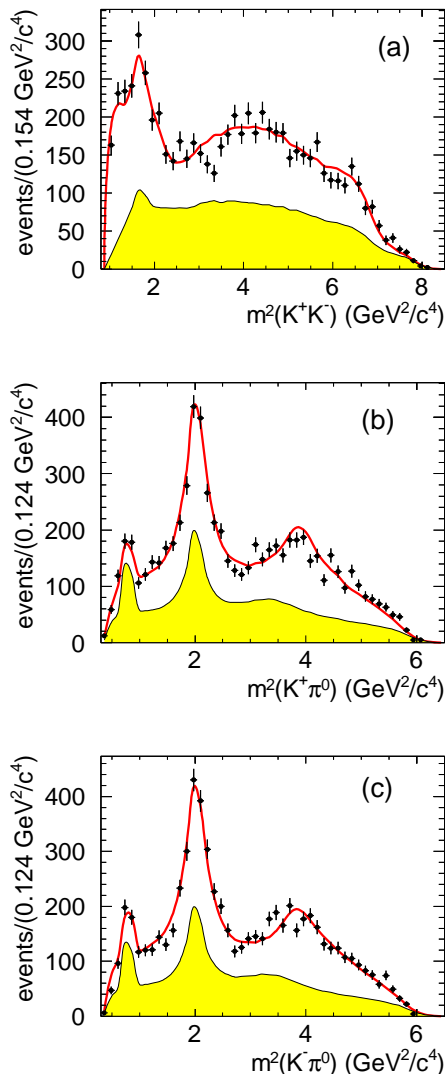 (a)
events/(0.154 GeV²/c⁴)
300
250
200
150
100
50
0
2 4 6 8
m²(K⁺K⁻) (GeV²/c⁴)
(b)
events/(0.124 GeV²/c⁴)
400
300
200
100
0
2 4 6
m²(K⁺π⁰) (GeV²/c⁴)
(c)
events/(0.124 GeV²/c⁴)
400
300
200
100
0
2 4 6
m²(K⁻π⁰) (GeV²/c⁴)